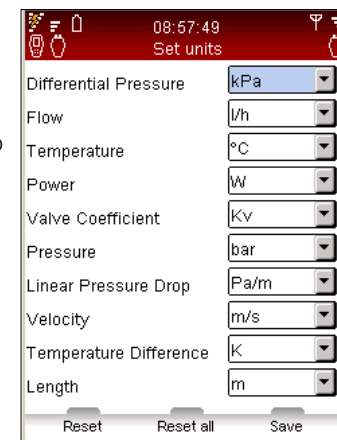 08:57:49
Set units
Differential Pressure kPa
Flow l/h
Temperature °C
Power W
Valve Coefficient Kv
Pressure bar
Linear Pressure Drop Pa/m
Velocity m/s
Temperature Difference K
Length m
Reset Reset all Save